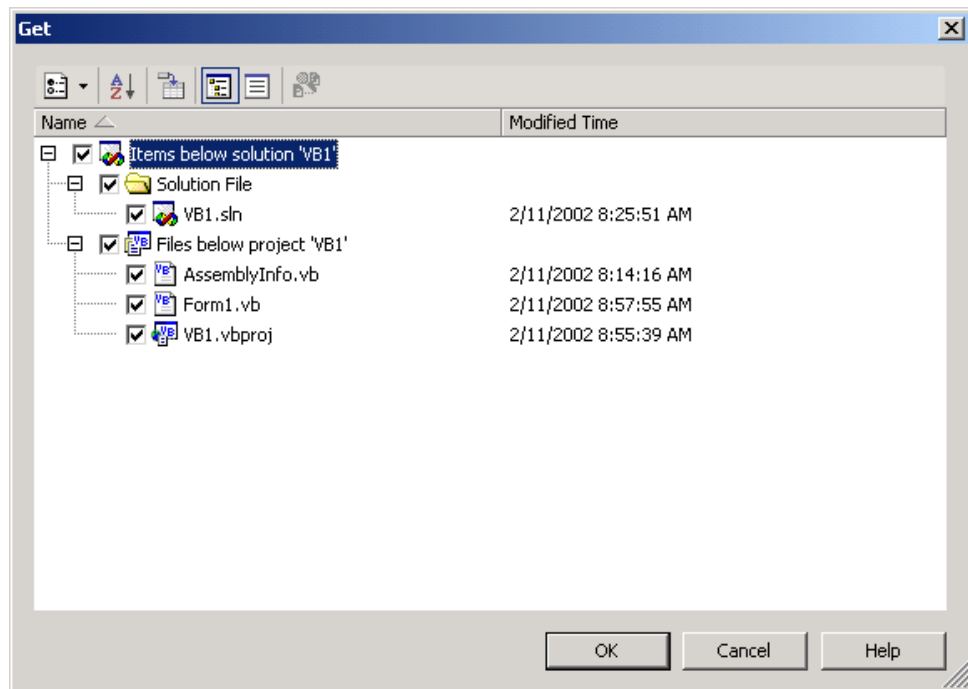 Get
Name Modified Time
Items below solution 'VB1'
Solution File
VB1.sln 2/11/2002 8:25:51 AM
Files below project 'VB1'
AssemblyInfo.vb 2/11/2002 8:14:16 AM
Form1.vb 2/11/2002 8:57:55 AM
VB1.vbproj 2/11/2002 8:55:39 AM
OK Cancel Help